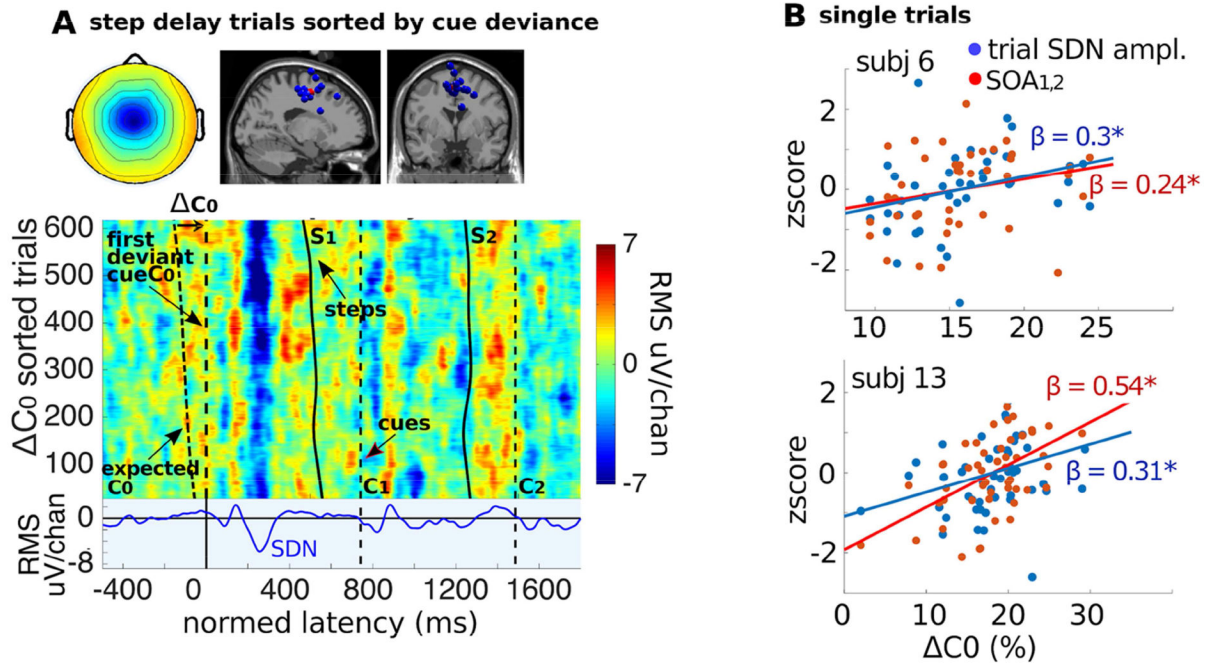 A step delay trials sorted by cue deviance
ΔC0
ΔC0 sorted trials
600
500
400
300
200
100
first
deviant
cueC0
expected
C0
S1
steps
S2
cues
C1
C2
7
0
-7
RMS uV/chan
RMS
uV/chan
0
-8
SDN
-400 0 400 800 1200 1600
normed latency (ms)
B single trials
subj 6
trial SDN ampl.
SOA1,2
zscore
2
0
-2
β = 0.3*
β = 0.24*
10 15 20 25
subj 13
zscore
2
0
-2
β = 0.54*
β = 0.31*
0 10 20 30
ΔC0 (%)